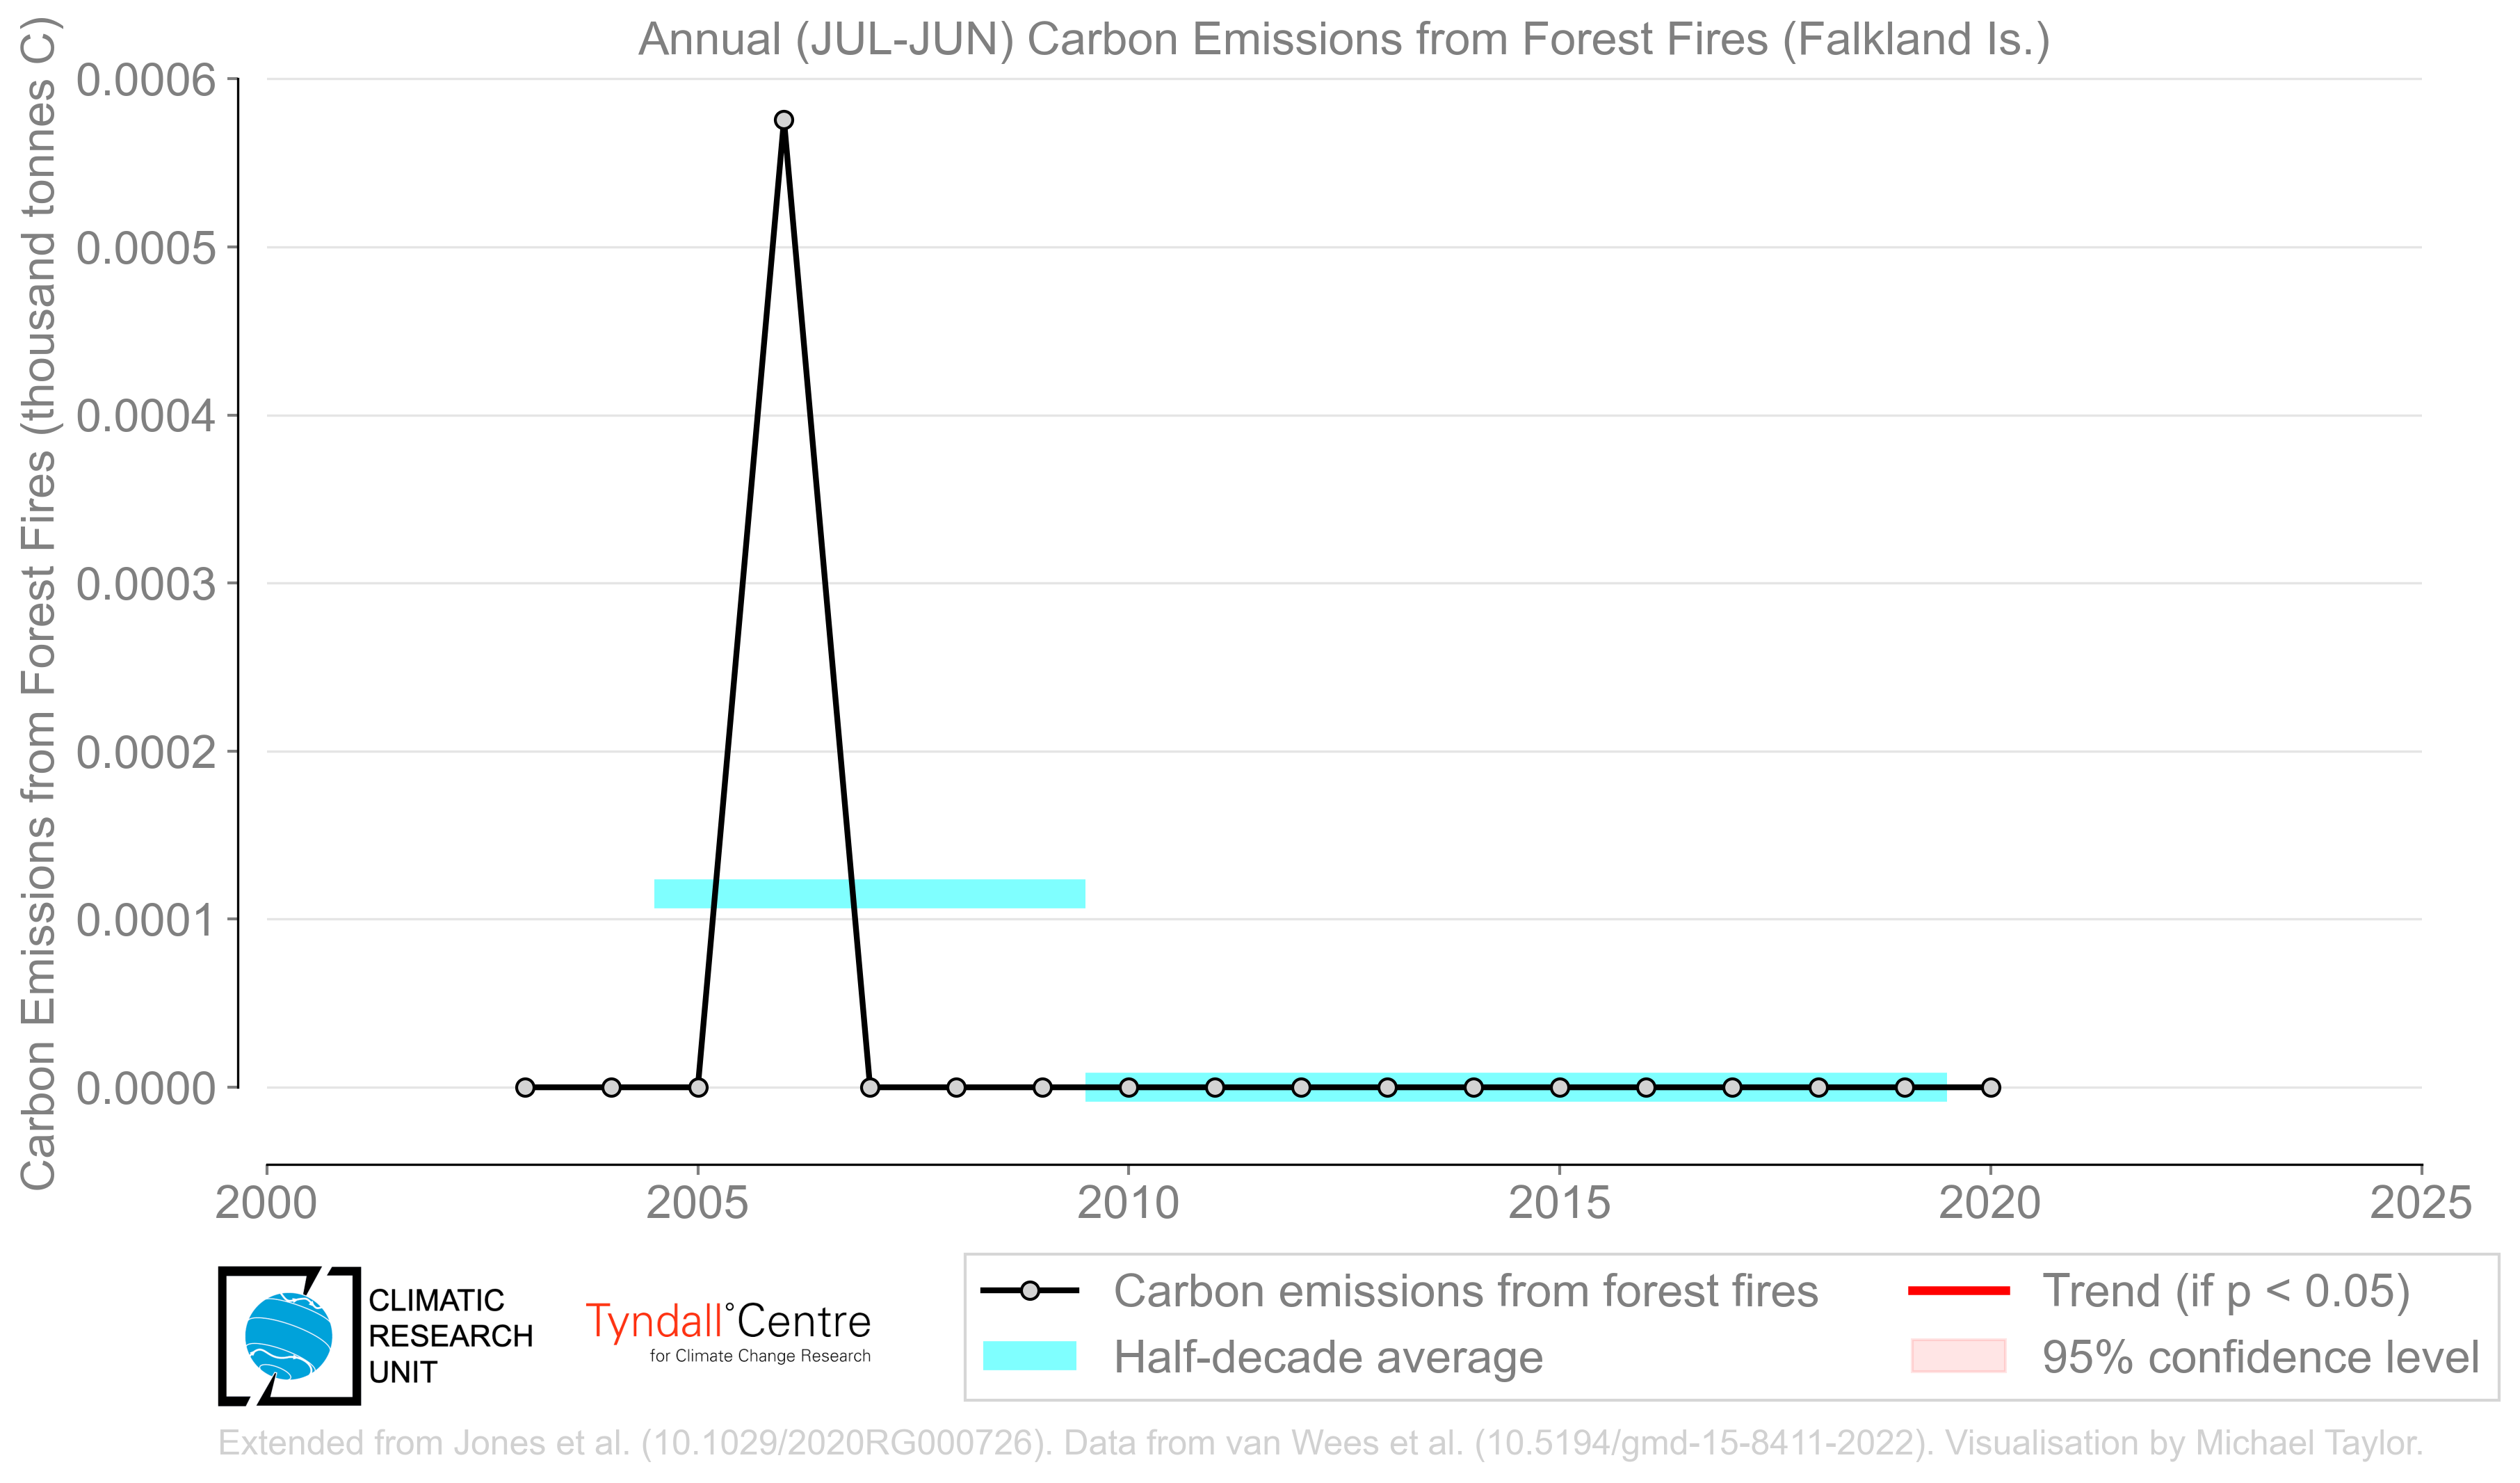 Annual (JUL-JUN) Carbon Emissions from Forest Fires (Falkland Is.)
Carbon Emissions from Forest Fires (thousand tonnes C)
0.0006
0.0005
0.0004
0.0003
0.0002
0.0001
0.0000
2000 2005 2010 2015 2020 2025
CLIMATIC
RESEARCH
UNIT
Tyndall°Centre
for Climate Change Research
Carbon emissions from forest fires
Half-decade average
Trend (if p < 0.05)
95% confidence level
Extended from Jones et al. (10.1029/2020RG000726). Data from van Wees et al. (10.5194/gmd-15-8411-2022). Visualisation by Michael Taylor.